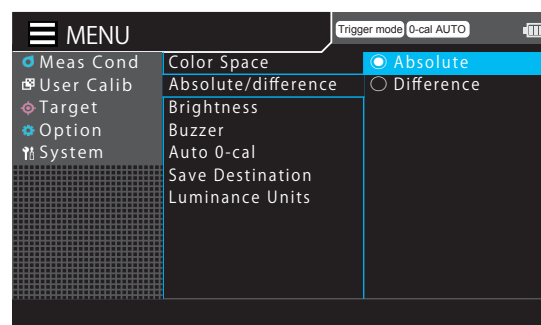 MENU
Trigger mode 0-cal AUTO
Meas Cond
User Calib
Target
Option
System
Color Space
Absolute/difference
Brightness
Buzzer
Auto 0-cal
Save Destination
Luminance Units
Absolute
Difference